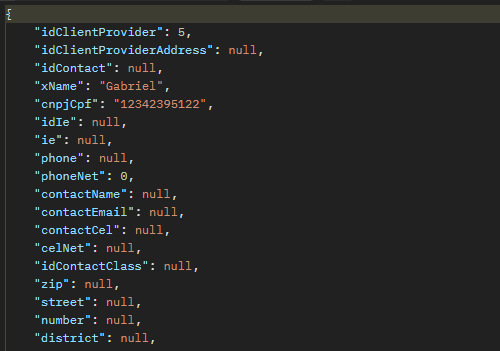 {
"idClientProvider": 5,
"idClientProviderAddress": null,
"idContact": null,
"xName": "Gabriel",
"cnpjCpf": "12342395122",
"idIe": null,
"ie": null,
"phone": null,
"phoneNet": 0,
"contactName": null,
"contactEmail": null,
"contactCel": null,
"celNet": null,
"idContactClass": null,
"zip": null,
"street": null,
"number": null,
"district": null,